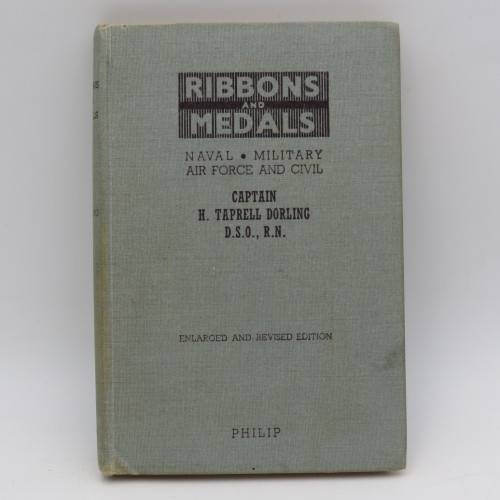 RIBBONS
AND
MEDALS
NAVAL • MILITARY
AIR FORCE AND CIVIL
CAPTAIN
H. TAPRELL DORLING
D.S.O., R.N.
ENLARGED AND REVISED EDITION
PHILIP